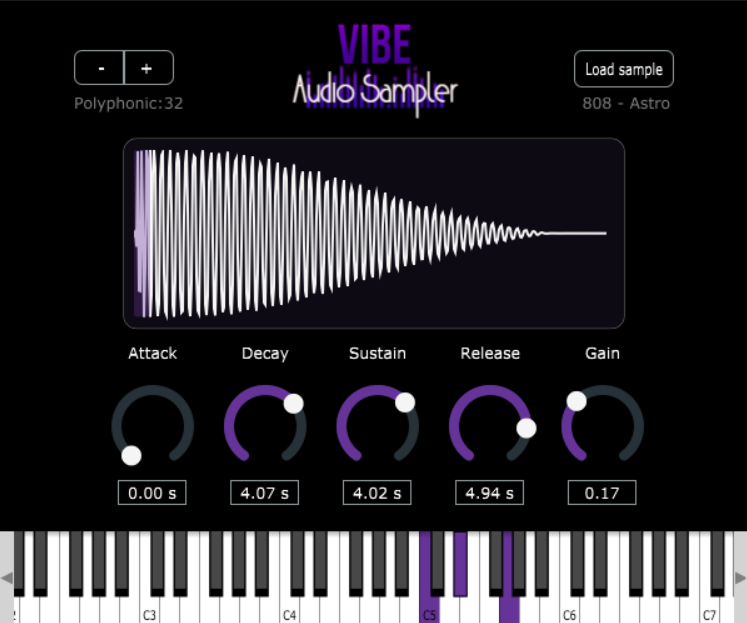 VIBE
Audio Sampler
- +
Load sample
Polyphonic:32
808 - Astro
Attack Decay Sustain Release Gain
0.00 s 4.07 s 4.02 s 4.94 s 0.17
C3 C4 C5 C6 C7